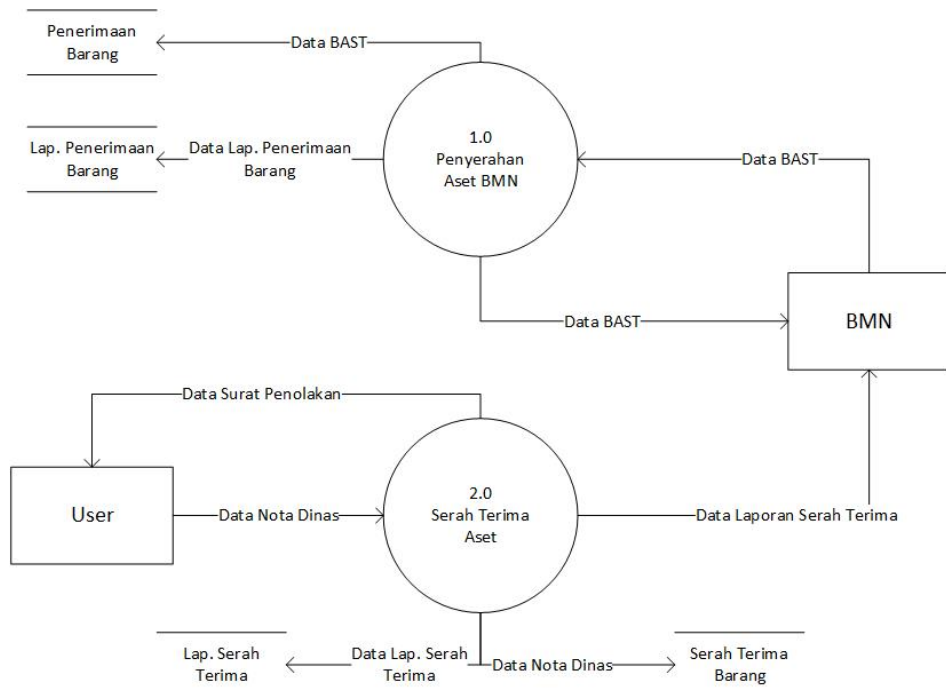 Penerimaan
Barang
Data BAST
1.0
Penyerahan
Aset BMN
Lap. Penerimaan
Barang
Data Lap. Penerimaan
Barang
Data BAST
Data BAST
BMN
Data Surat Penolakan
User
Data Nota Dinas
2.0
Serah Terima
Aset
Data Laporan Serah Terima
Lap. Serah
Terima
Data Lap. Serah
Terima
Data Nota Dinas
Serah Terima
Barang